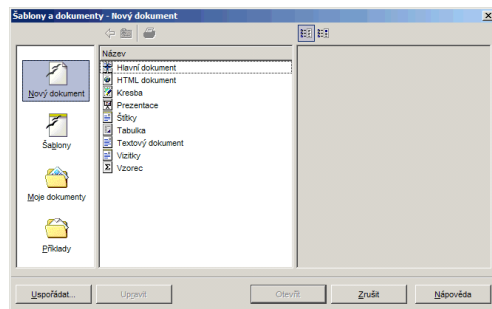 Šablony a dokumenty - Nový dokument
Název
Nový dokument
Šablony
Moje dokumenty
Příklady
Hlavní dokument
HTML dokument
Kresba
Prezentace
Štítky
Tabulka
Textový dokument
Vizitky
Vzorec
Uspořádat...
Upravit
Otevřít
Zrušit
Nápověda